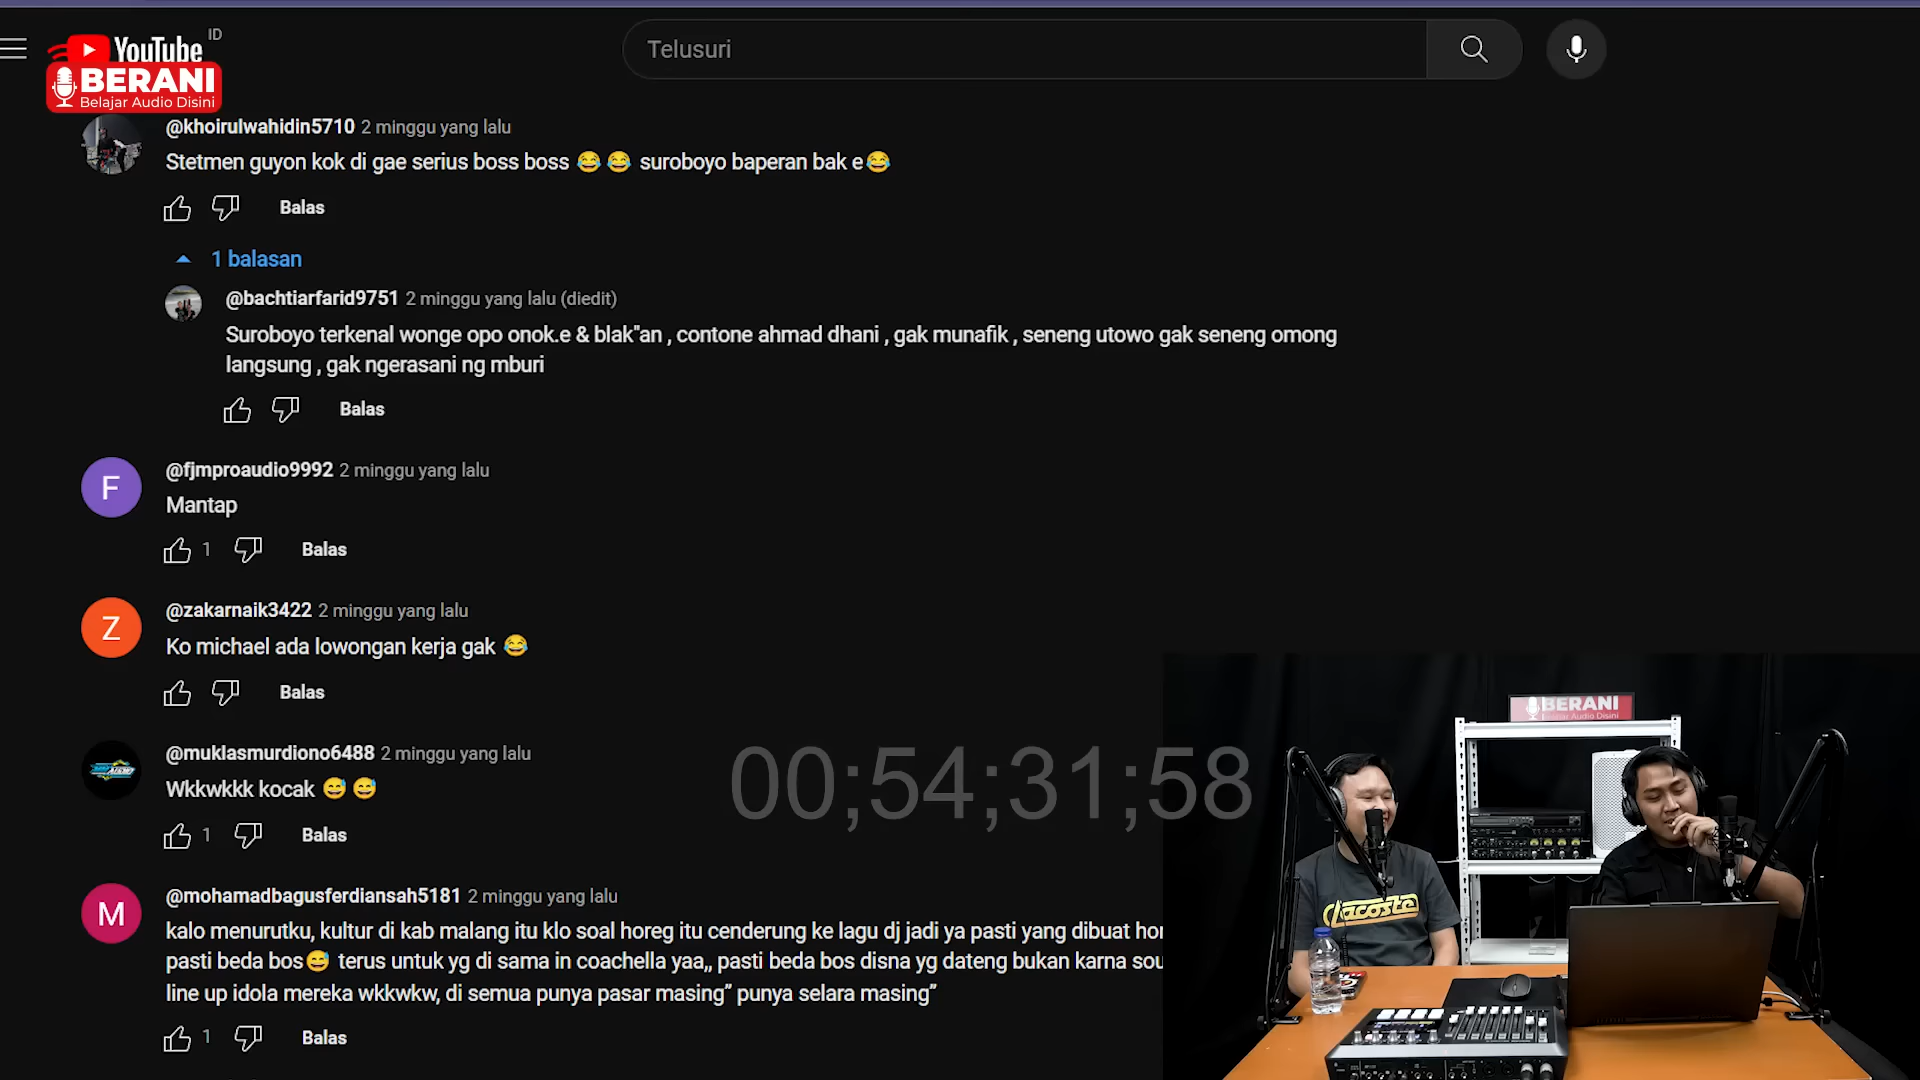 YouTube ID
BERANI
Belajar Audio Disini
Telusuri
@khoirulwahidin5710 2 minggu yang lalu
Stetmen guyon kok di gae serius boss boss 😂😂 suroboyo baperan bak e😂
Balas
1 balasan
@bachtiarfarid9751 2 minggu yang lalu (diedit)
Suroboyo terkenal wonge opo onok.e & blak"an , contone ahmad dhani , gak munafik , seneng utowo gak seneng omong
langsung , gak ngerasani ng mburi
Balas
F
@fjmproaudio9992 2 minggu yang lalu
Mantap
1 Balas
Z
@zakarnaik3422 2 minggu yang lalu
Ko michael ada lowongan kerja gak 😂
Balas
@muklasmurdiono6488 2 minggu yang lalu
Wkkwkkk kocak 😅😅
1 Balas
00;54;31;58
M
@mohamadbagusferdiansah5181 2 minggu yang lalu
kalo menurutku, kultur di kab malang itu klo soal horeg itu cenderung ke lagu dj jadi ya pasti yang dibuat hor
pasti beda bos😅 terus untuk yg di sama in coachella yaa,, pasti beda bos disna yg dateng bukan karna sou
line up idola mereka wkkwkw, di semua punya pasar masing” punya selara masing”
1 Balas
BERANI
Belajar Audio Disini
Lacoste